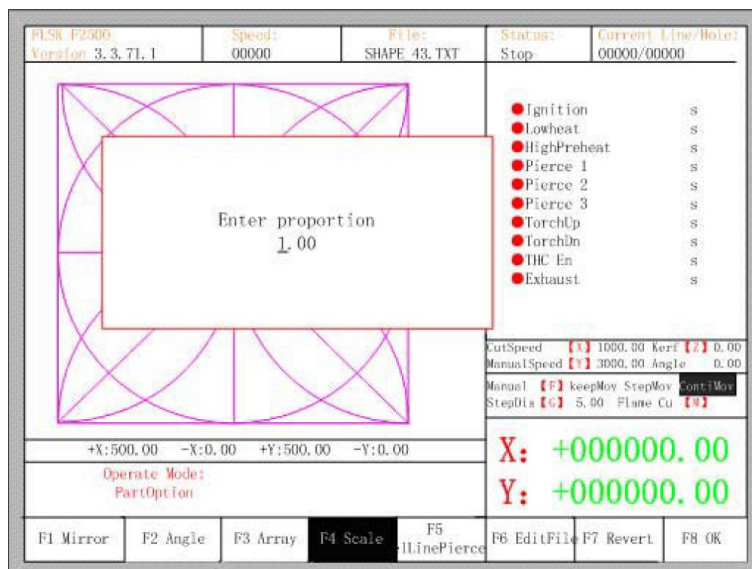 FLSK F2500
Version 3.3.71.1
Speed:
00000
File:
SHAPE 43.TXT
Status:
Stop
Current Line/Hole:
00000/00000
Enter proportion
1.00
Ignition s
Lowheat s
HighPreheat s
Pierce 1 s
Pierce 2 s
Pierce 3 s
TorchUp s
TorchDn s
THC En s
Exhaust s
CutSpeed 【X】 1000.00 Kerf 【Z】 0.00
ManualSpeed 【Y】 3000.00 Angle 0.00
Manual 【F】 keepMov StepMov ContiMov
StepDis 【G】 5.00 Flame Cu 【M】
+X:500.00 -X:0.00 +Y:500.00 -Y:0.00
Operate Mode:
PartOption
X: +000000.00
Y: +000000.00
F1 Mirror
F2 Angle
F3 Array
F4 Scale
F5
llLinePierce
F6 EditFile
F7 Revert
F8 OK